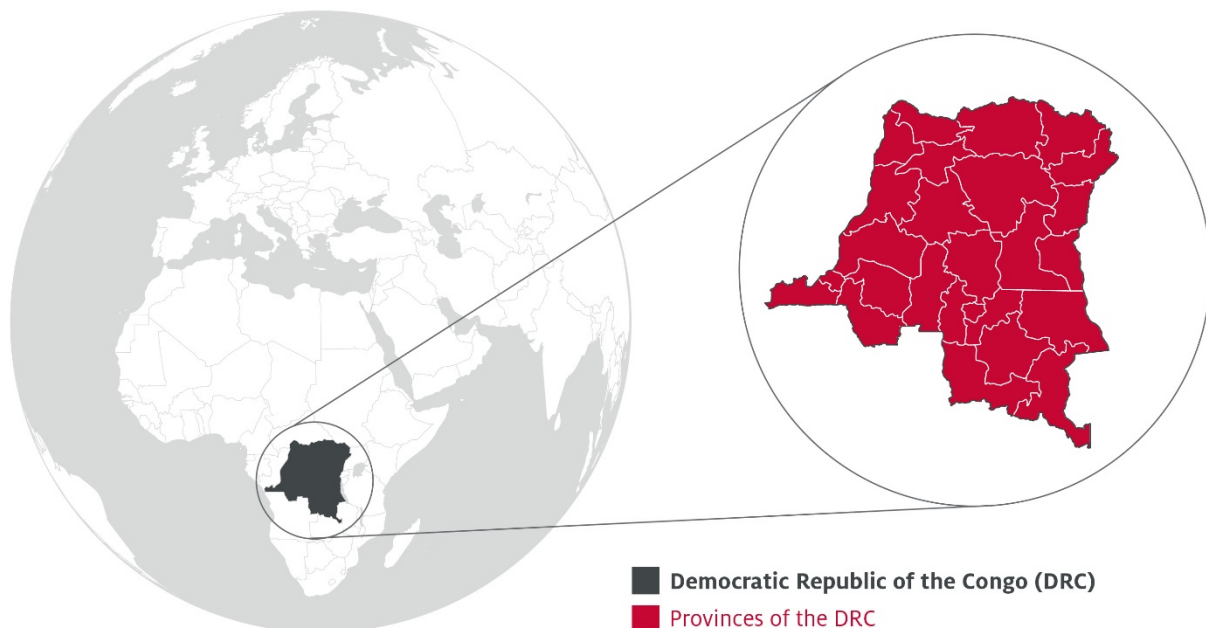 Democratic Republic of the Congo (DRC)
Provinces of the DRC